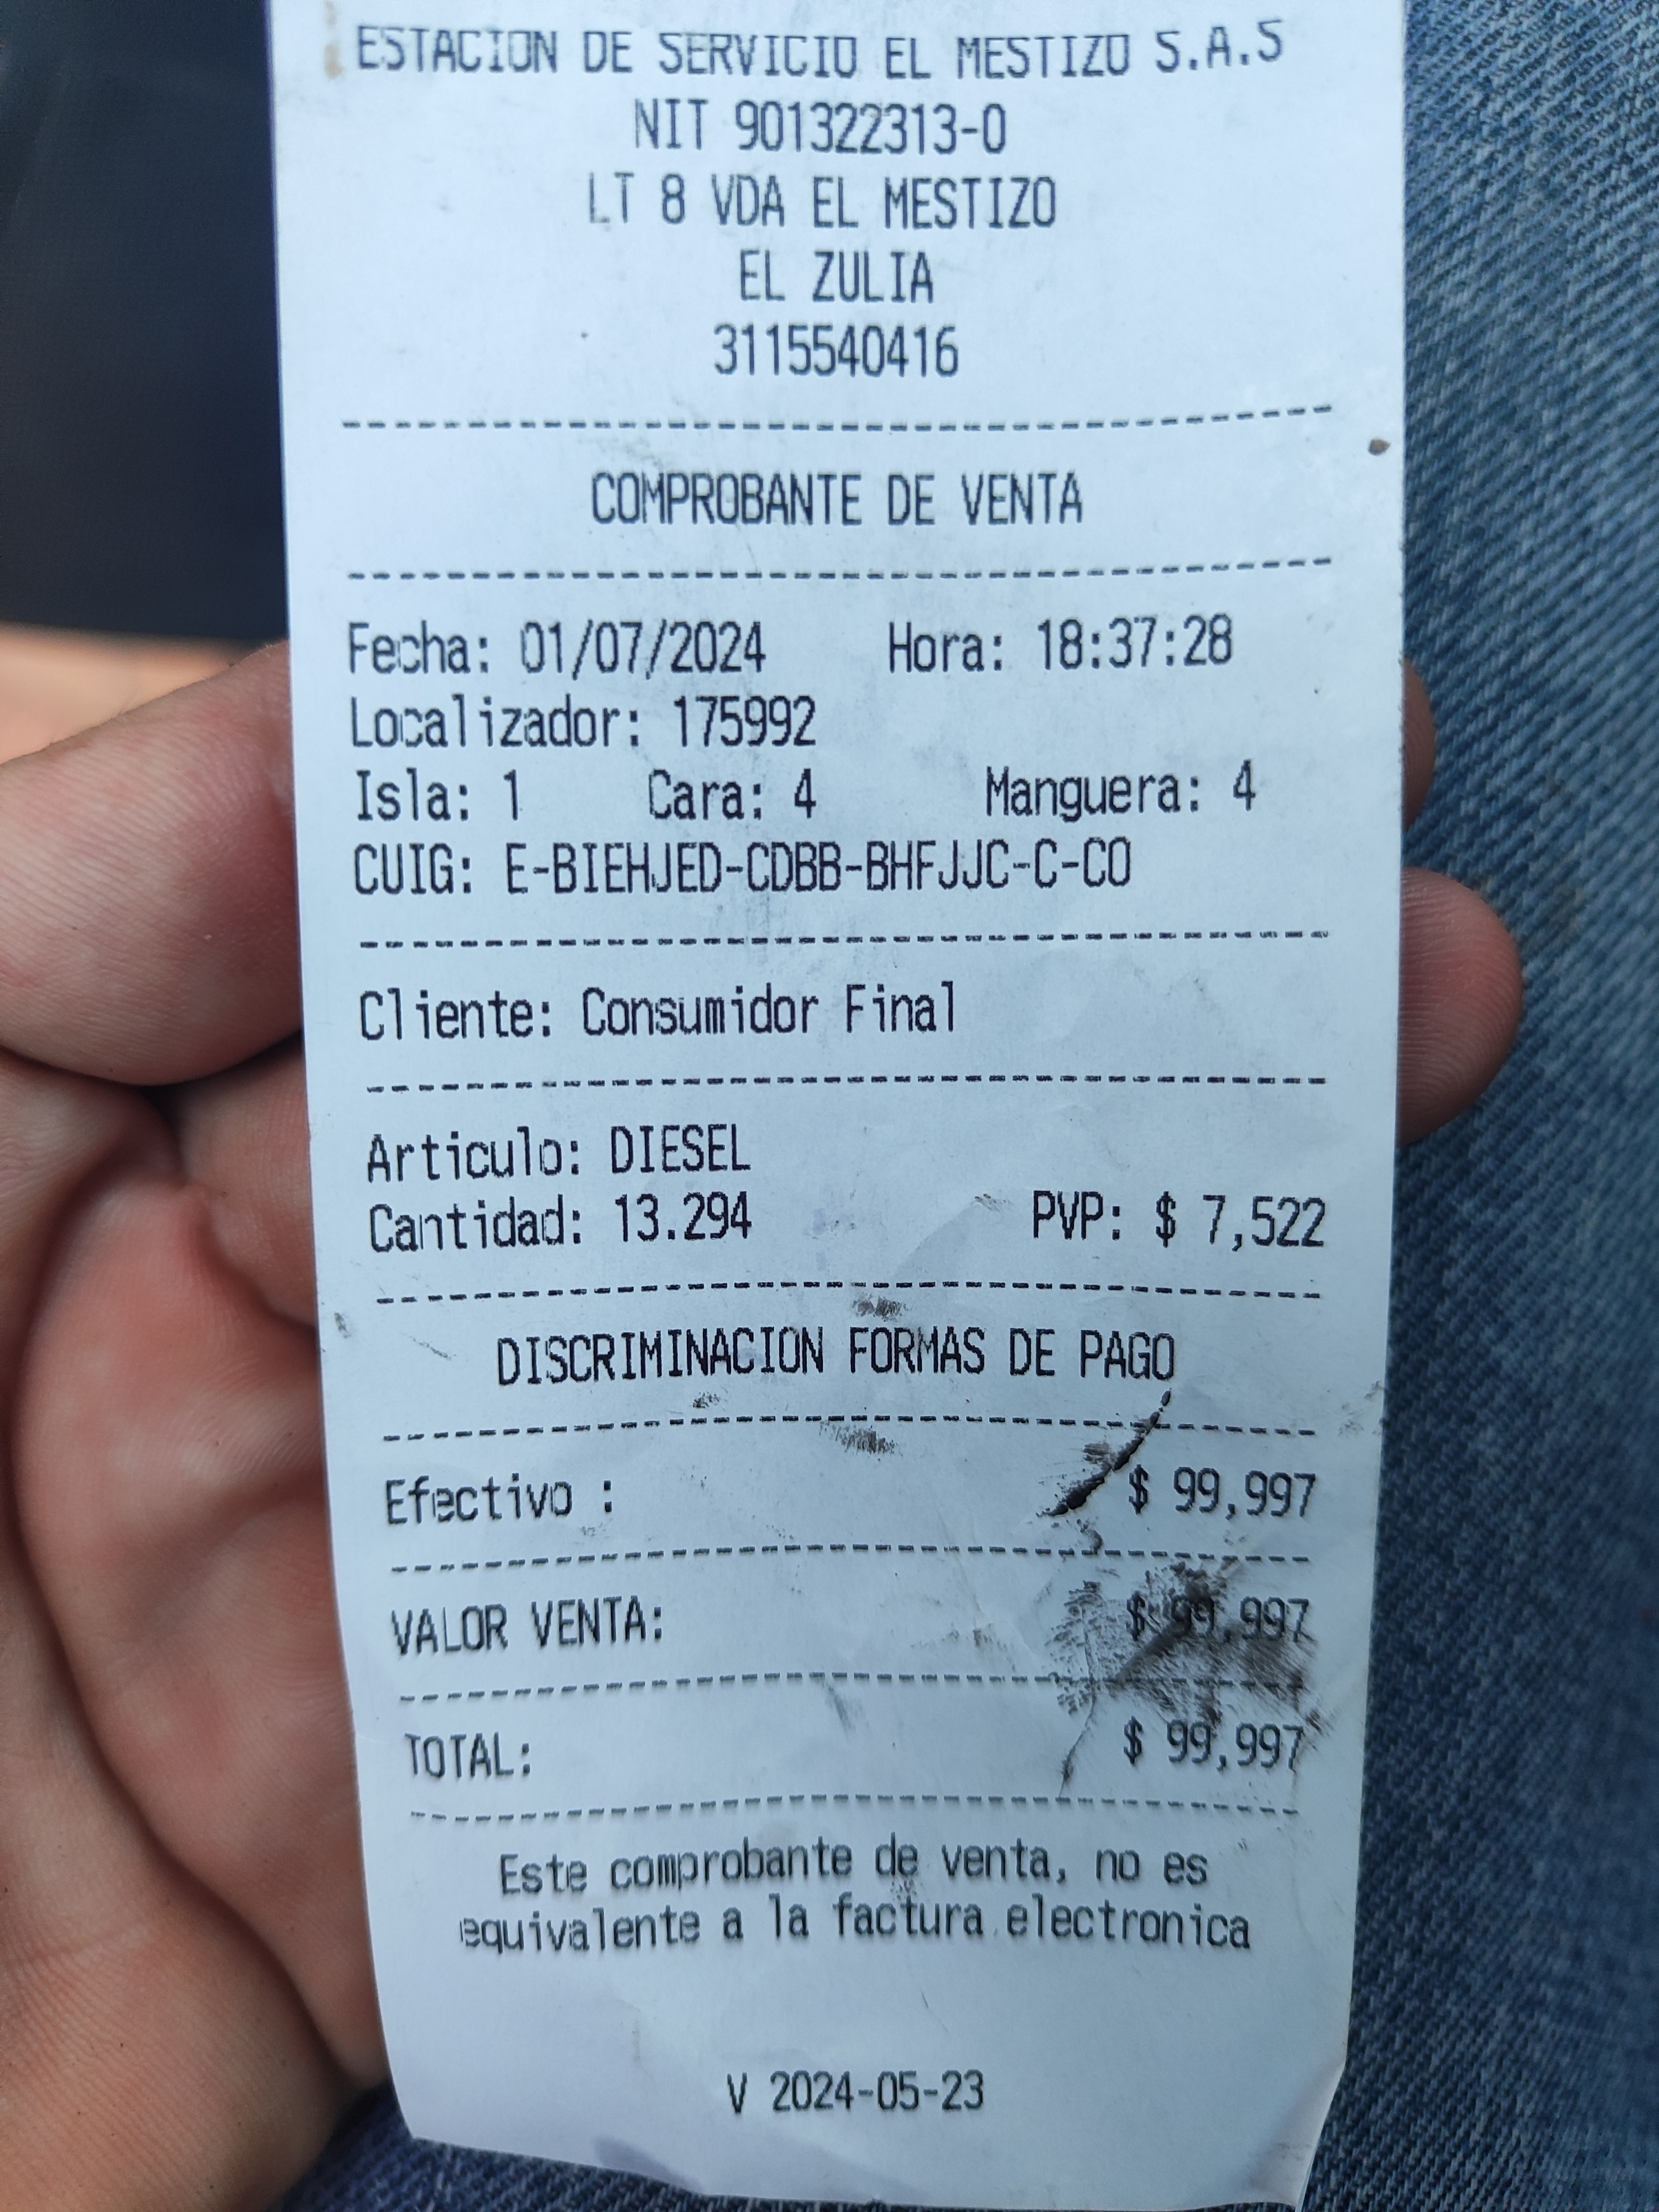 ESTACION DE SERVICIO EL MESTIZO S.A.S
NIT 901322313-0
LT 8 VDA EL MESTIZO
EL ZULIA
3115540416
COMPROBANTE DE VENTA
Fecha: 01/07/2024 Hora: 18:37:28
Localizador: 175992
Isla: 1 Cara: 4 Manguera: 4
CUIG: E-BIEHJED-CDBB-BHFJJC-C-CO
Cliente: Consumidor Final
Articulo: DIESEL
Cantidad: 13.294 PVP: $ 7,522
DISCRIMINACION FORMAS DE PAGO
Efectivo : $ 99,997
VALOR VENTA: $ 99,997
TOTAL: $ 99,997
Este comprobante de venta, no es
equivalente a la factura electronica
V 2024-05-23